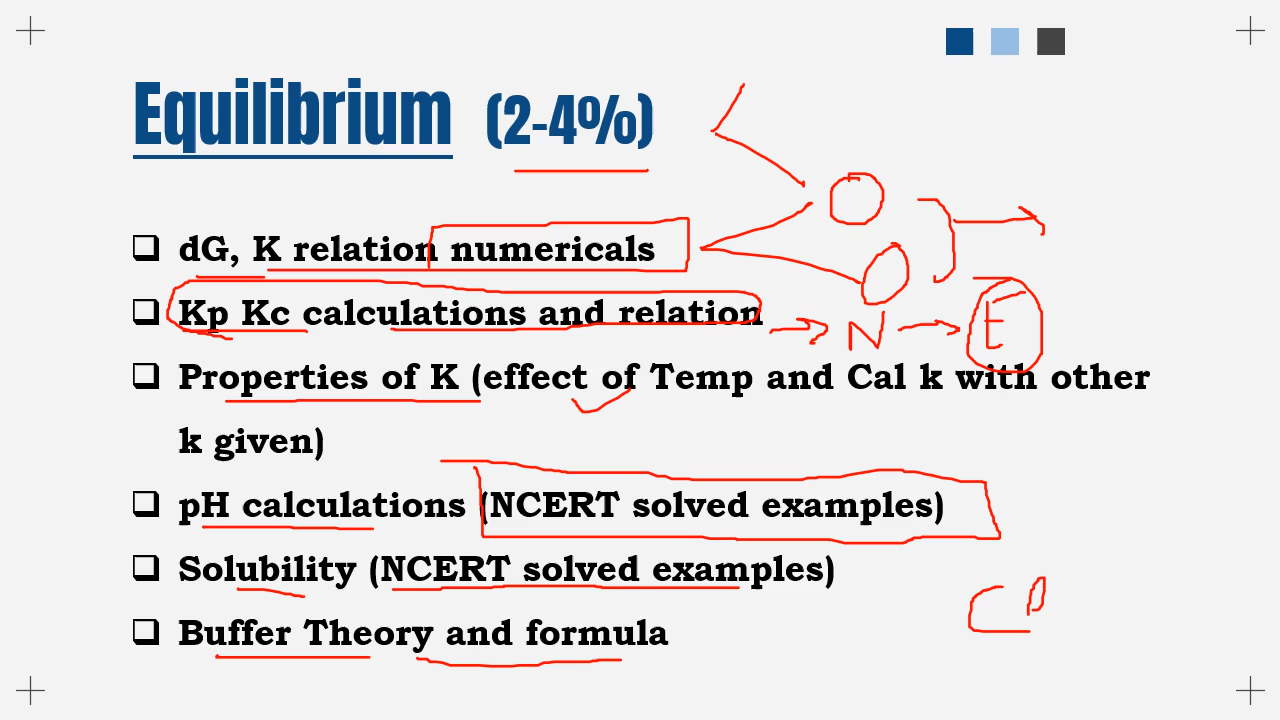 Equilibrium (2-4%)
dG, K relation numericals
Kp Kc calculations and relation
N E
Properties of K (effect of Temp and Cal k with other
k given)
pH calculations (NCERT solved examples)
Solubility (NCERT solved examples)
Buffer Theory and formula